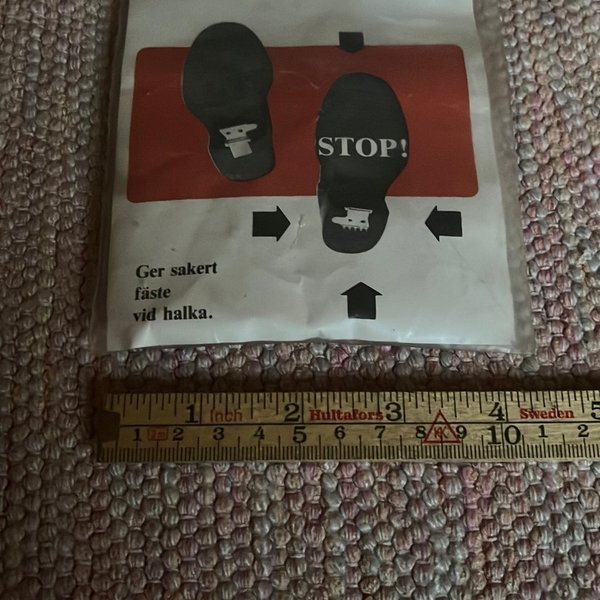 STOP!
Ger sakert
fäste
vid halka.
1 Inch 2 Hultafors 3 4 Sweden 5
1 2m 2 3 4 5 6 7 8 9 10 1 2